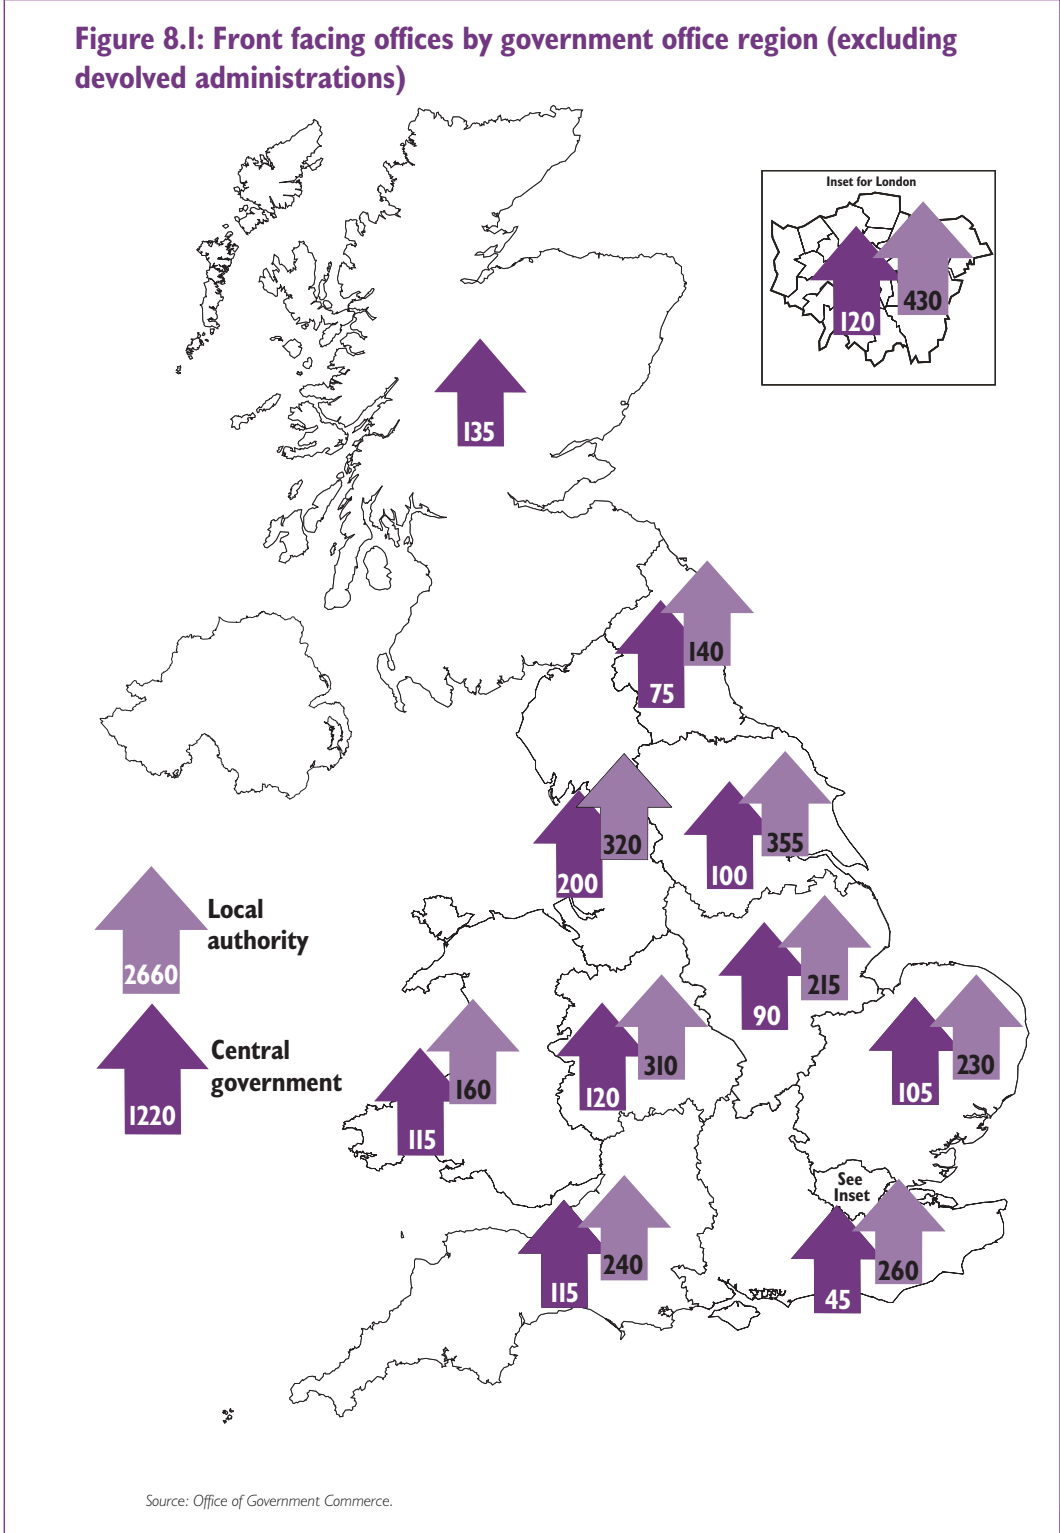 Figure 8.1: Front facing offices by government office region (excluding
devolved administrations)
Inset for London
120
430
135
140
75
320
200
355
100
Local
authority
2660
215
90
Central
government
1220
160
115
310
120
230
105
See
Inset
240
115
260
45
Source: Office of Government Commerce.